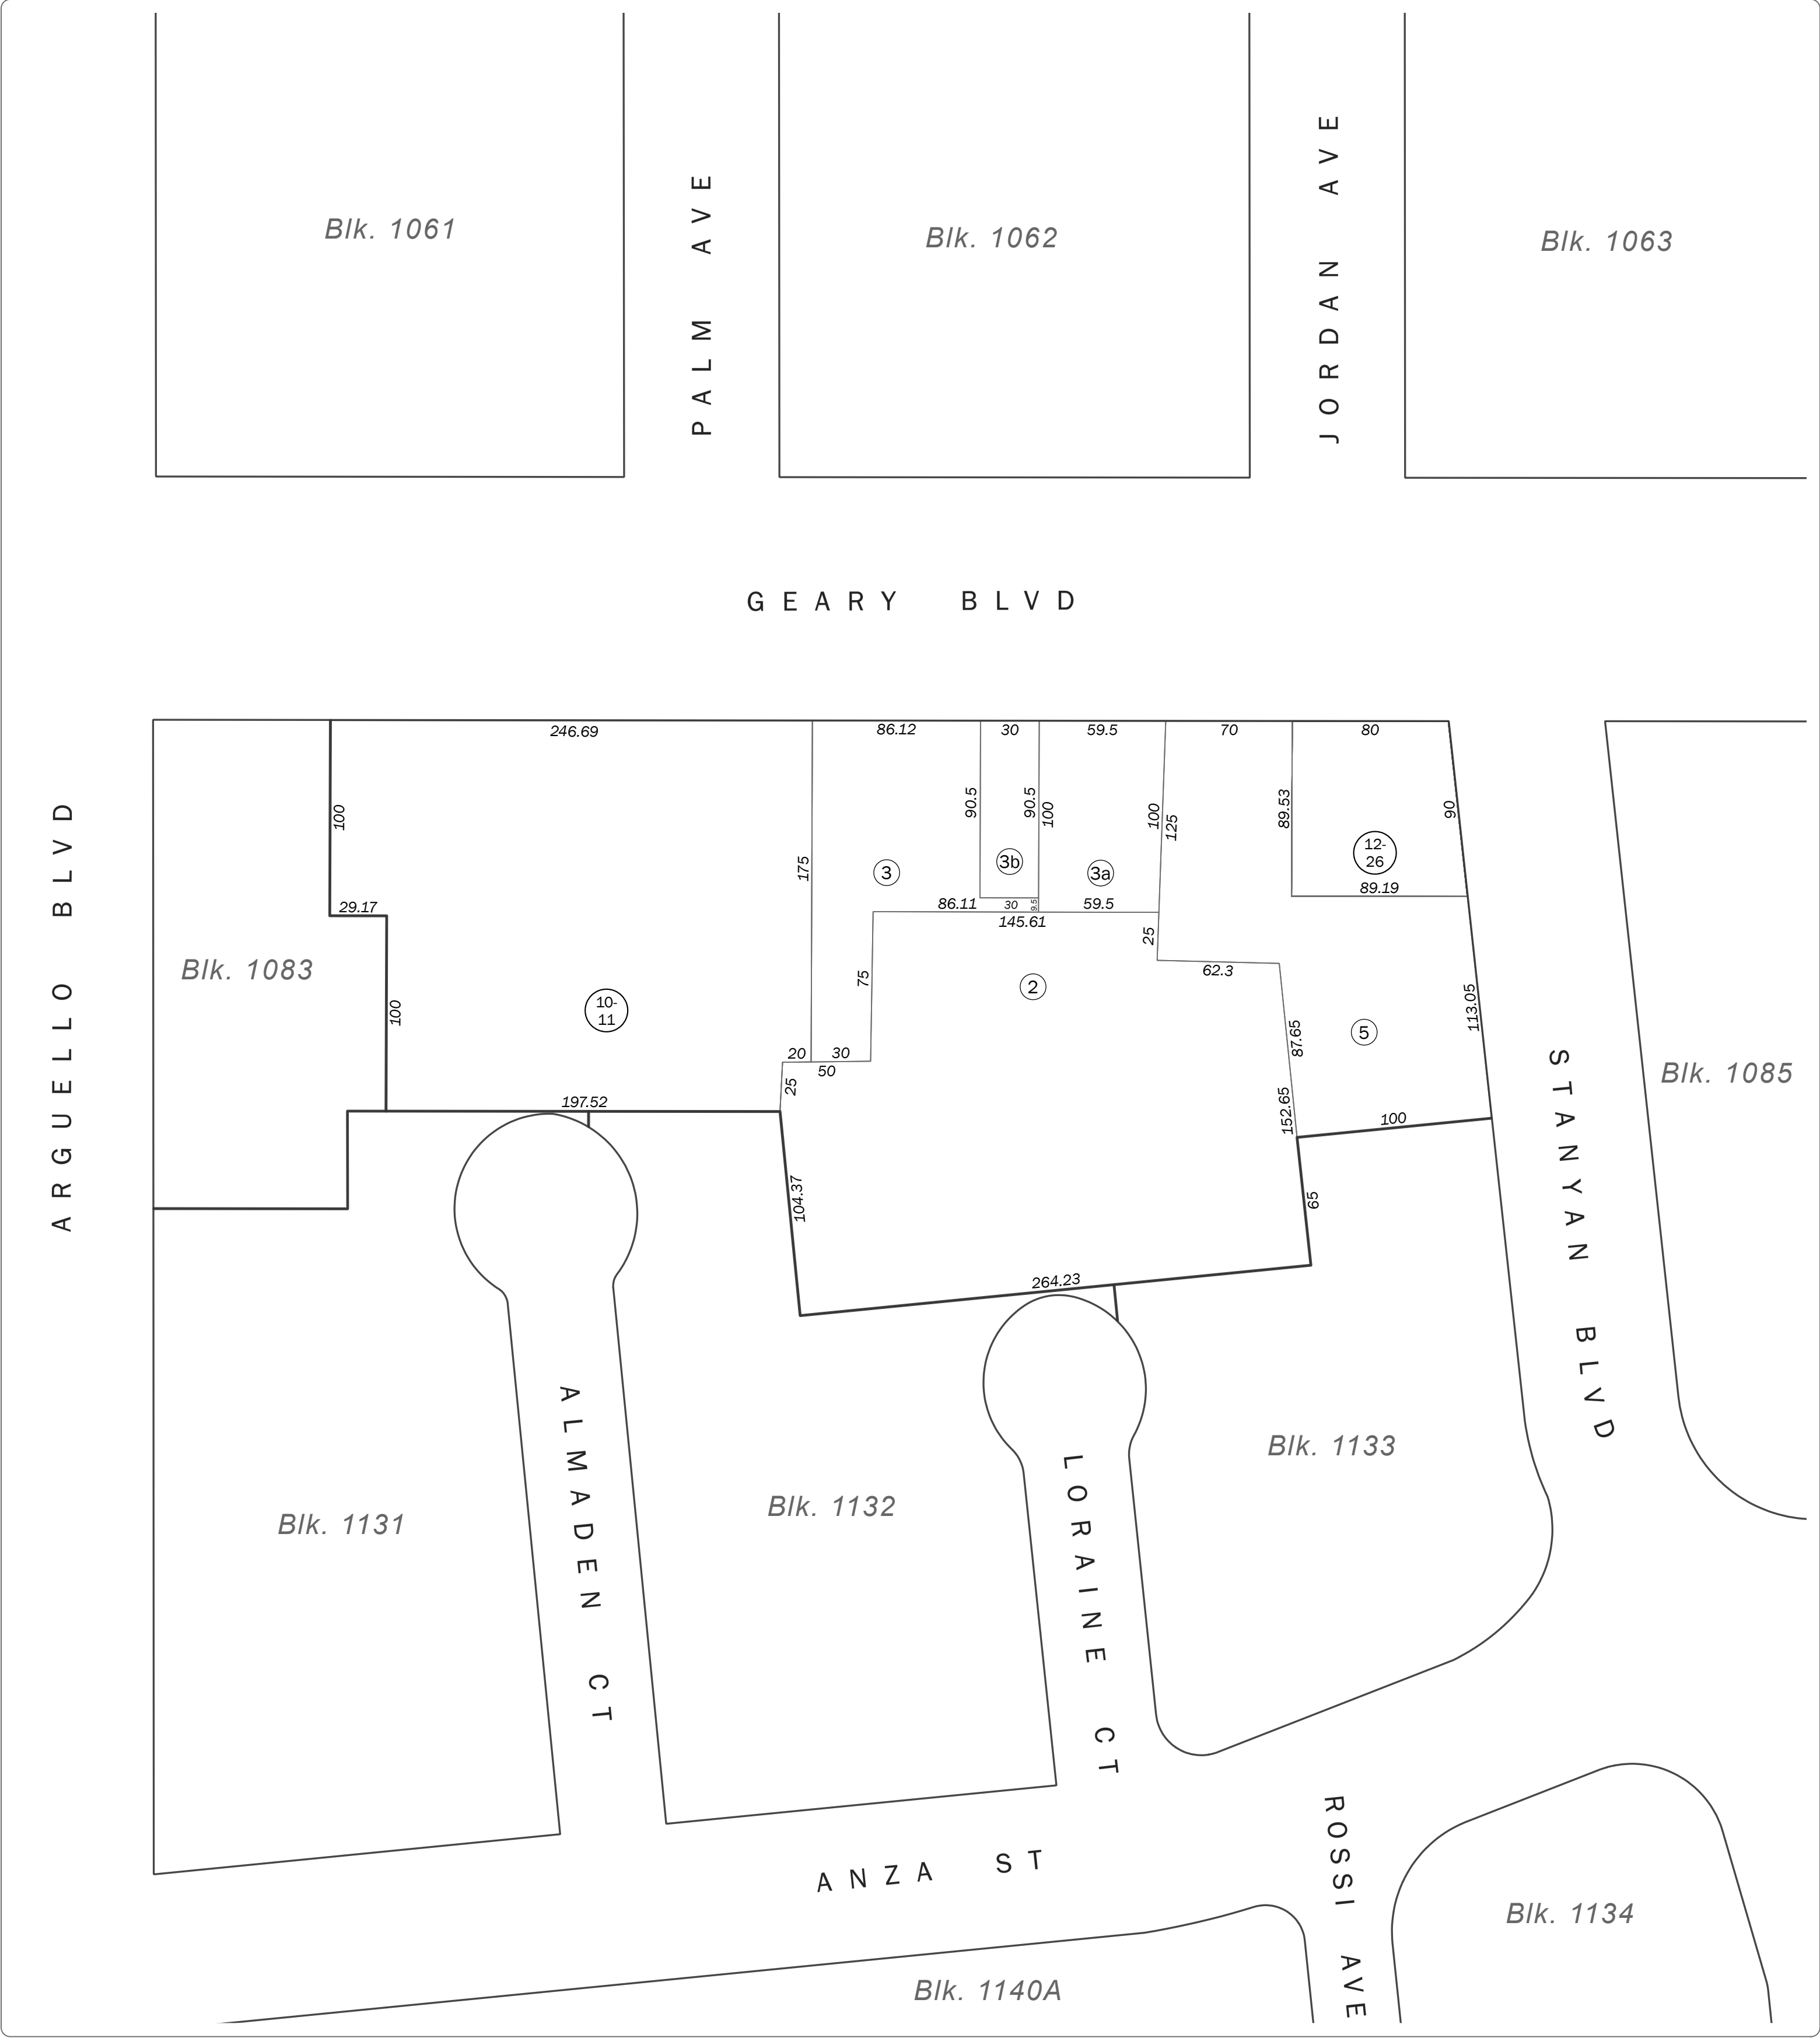 Blk. 1061
Blk. 1062
Blk. 1063
PALM AVE
JORDAN AVE
GEARY BLVD
246.69
86.12
30
59.5
70
80
100
175
90.5
90.5
100
100
125
89.53
90
3
3b
3a
12-
26
89.19
29.17
86.11
30
9.5
59.5
145.61
25
ARGUELLO BLVD
Blk. 1083
100
10-
11
75
2
62.3
5
113.05
87.65
20
30
50
25
197.52
152.65
100
STANYAN BLVD
Blk. 1085
104.37
65
264.23
ALMADEN CT
LORAINE CT
Blk. 1131
Blk. 1132
Blk. 1133
ANZA ST
ROSSI AVE
Blk. 1134
Blk. 1140A